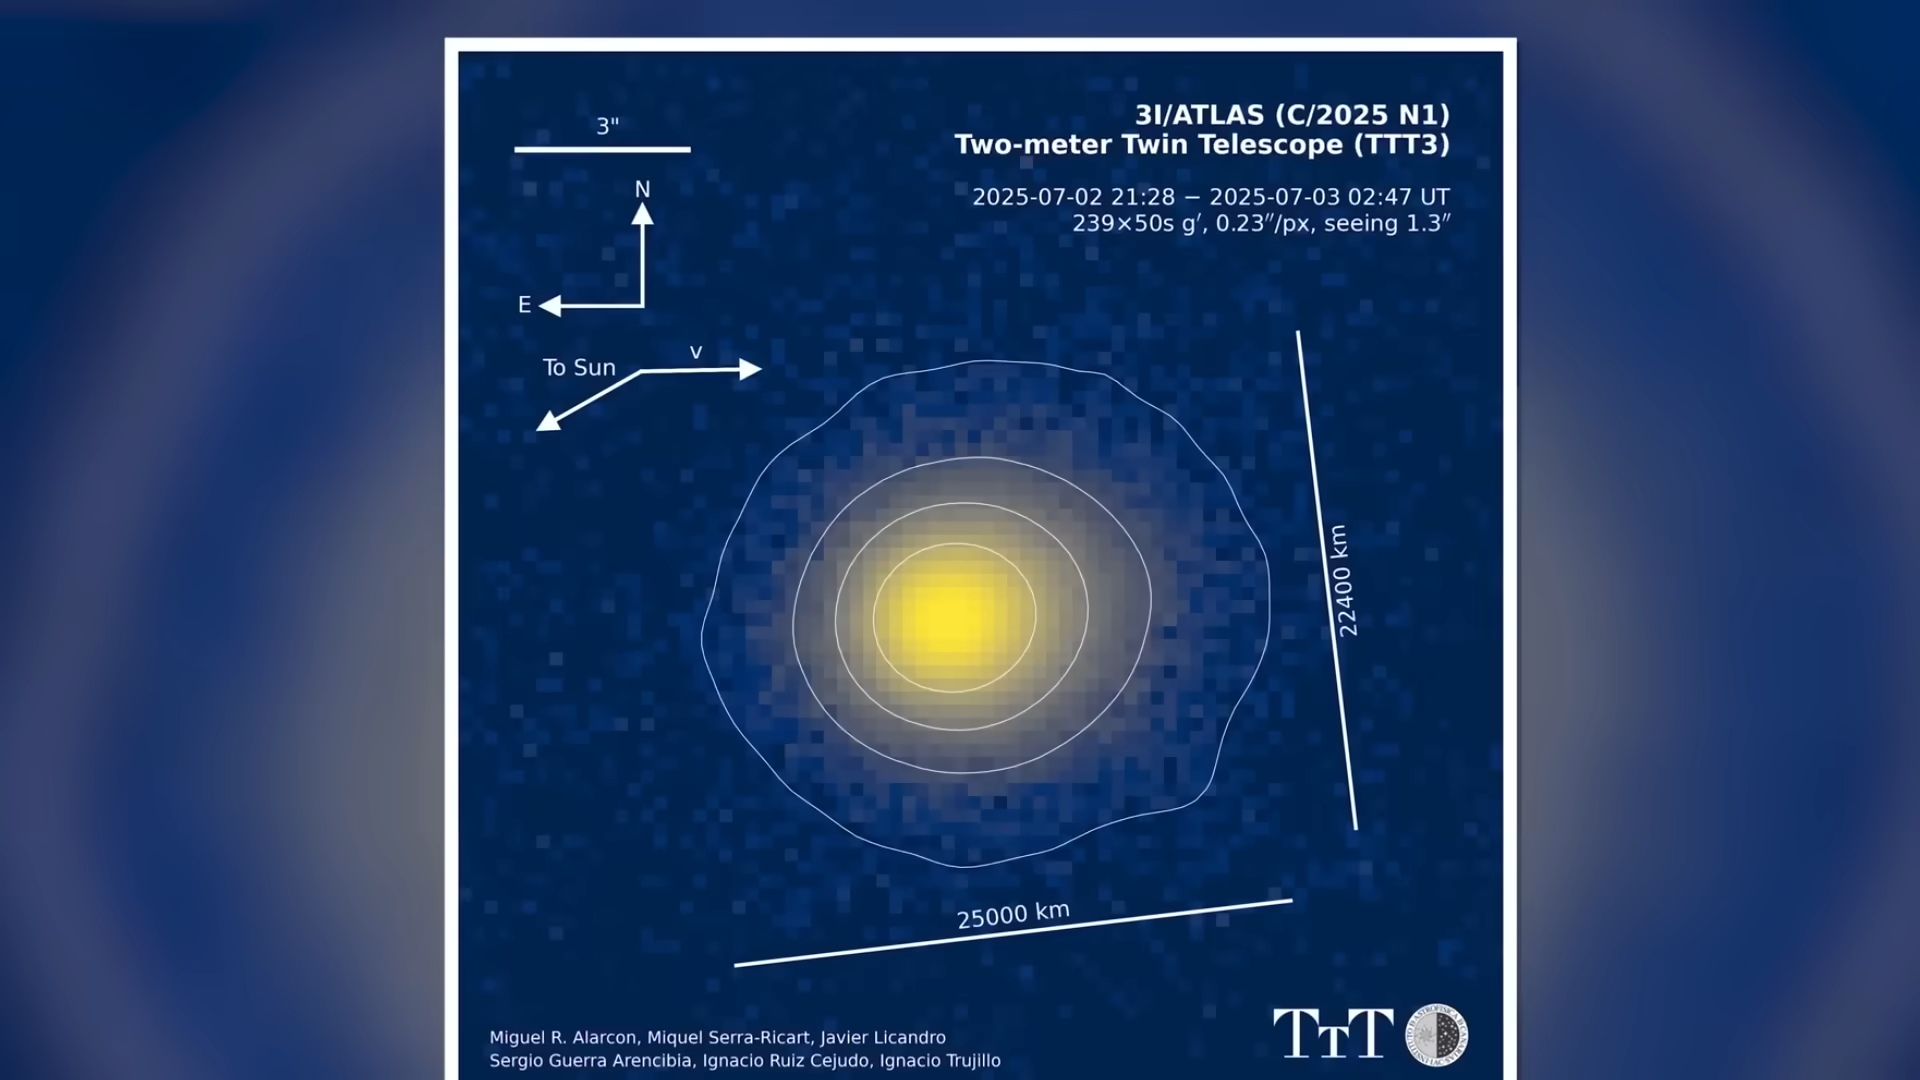 3"
3I/ATLAS (C/2025 N1)
Two-meter Twin Telescope (TTT3)
2025-07-02 21:28 − 2025-07-03 02:47 UT
239×50s g′, 0.23″/px, seeing 1.3″
N
E
To Sun
v
22400 km
25000 km
Miguel R. Alarcon, Miquel Serra-Ricart, Javier Licandro
Sergio Guerra Arencibia, Ignacio Ruiz Cejudo, Ignacio Trujillo
TTT